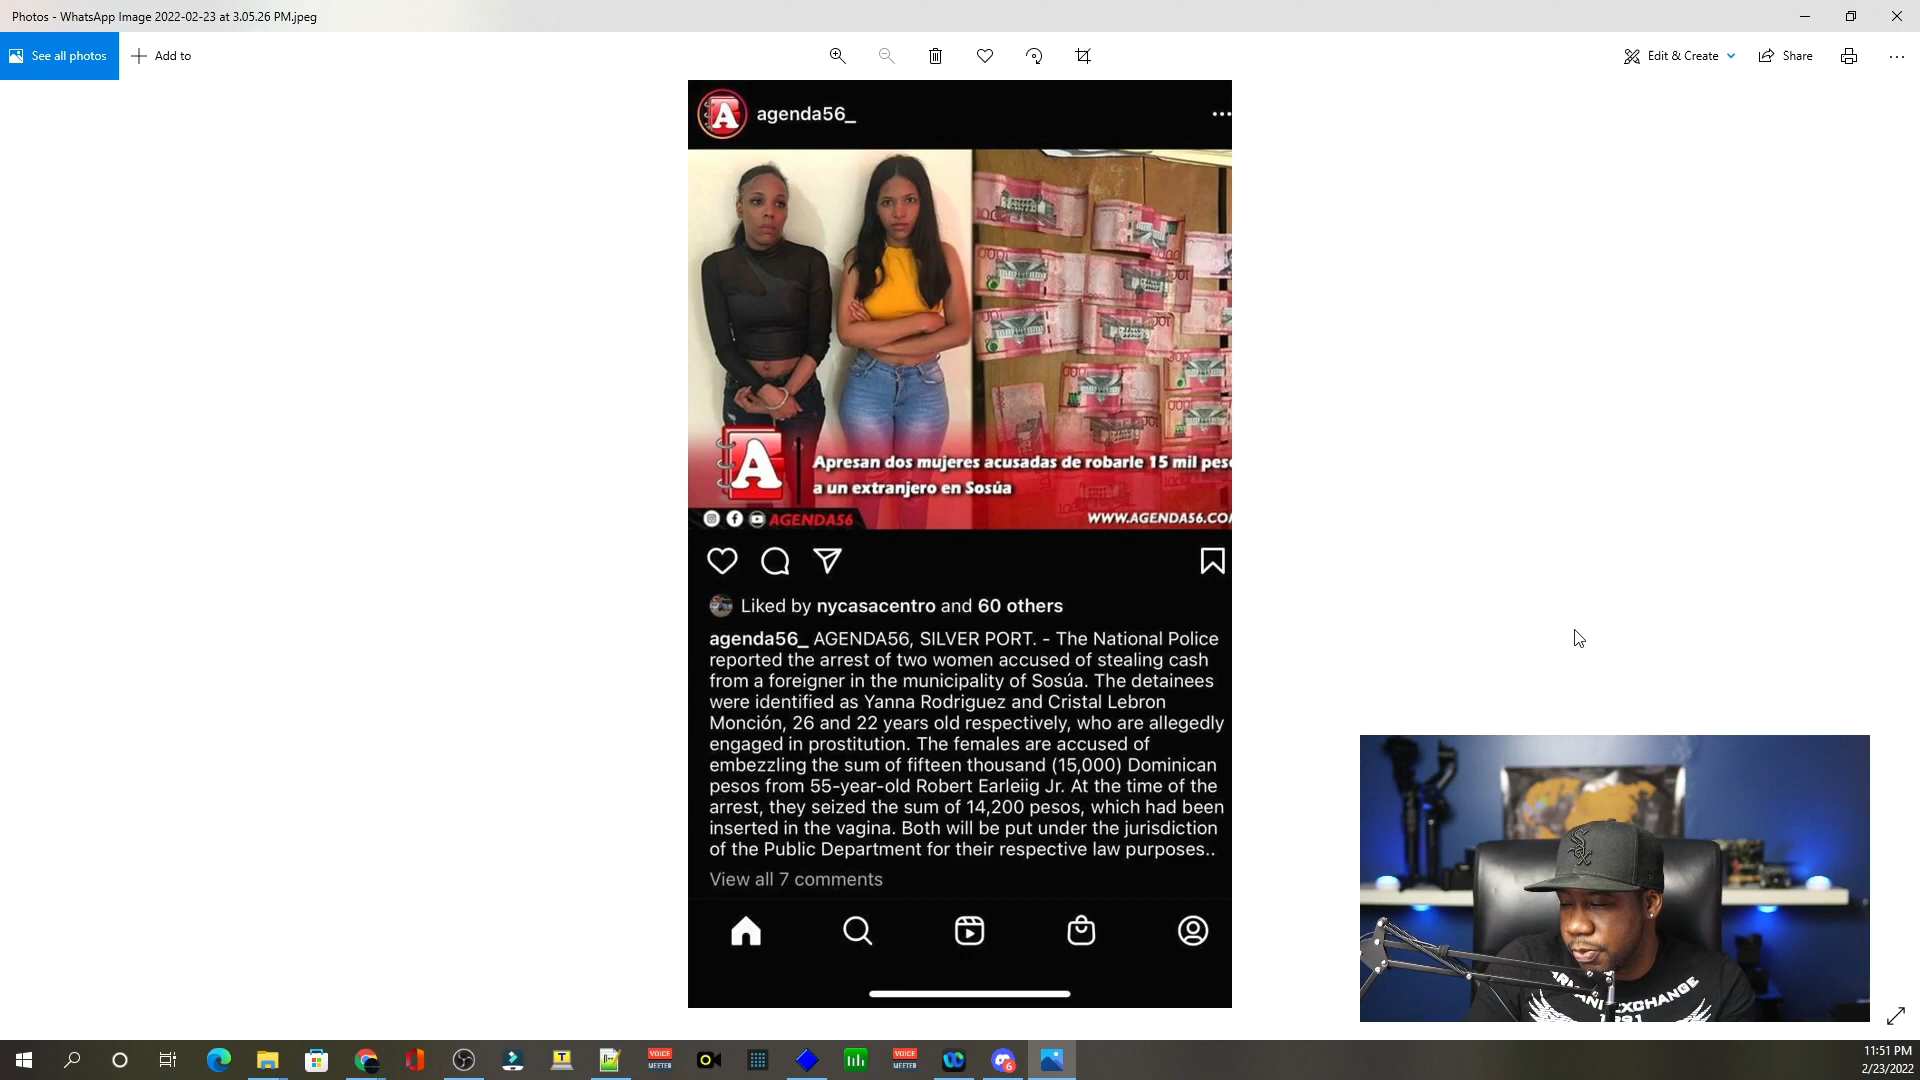 Photos - WhatsApp Image 2022-02-23 at 3.05.26 PM.jpeg
See all photos
Add to
Edit & Create
Share
A agenda56_
Apresan dos mujeres acusadas de robarle 15 mil pes
a un extranjero en Sosúa
A
AGENDA56
WWW.AGENDA56.CO
Liked by nycasacentro and 60 others
agenda56_ AGENDA56, SILVER PORT. - The National Police
reported the arrest of two women accused of stealing cash
from a foreigner in the municipality of Sosúa. The detainees
were identified as Yanna Rodriguez and Cristal Lebron
Monción, 26 and 22 years old respectively, who are allegedly
engaged in prostitution. The females are accused of
embezzling the sum of fifteen thousand (15,000) Dominican
pesos from 55-year-old Robert Earleiig Jr. At the time of the
arrest, they seized the sum of 14,200 pesos, which had been
inserted in the vagina. Both will be put under the jurisdiction
of the Public Department for their respective law purposes..
View all 7 comments
SOX
EXCHANGE
VOICE
MEETER
T
VOICE
MEETER
6
11:51 PM
2/23/2022